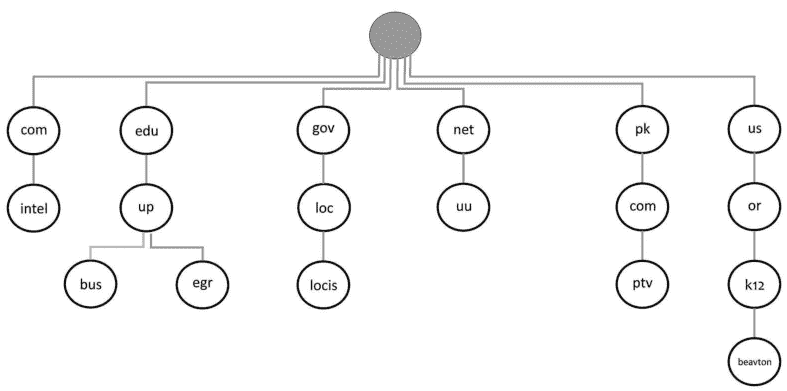 com edu gov net pk us
intel up loc uu com or
bus egr locis ptv k12
beavton